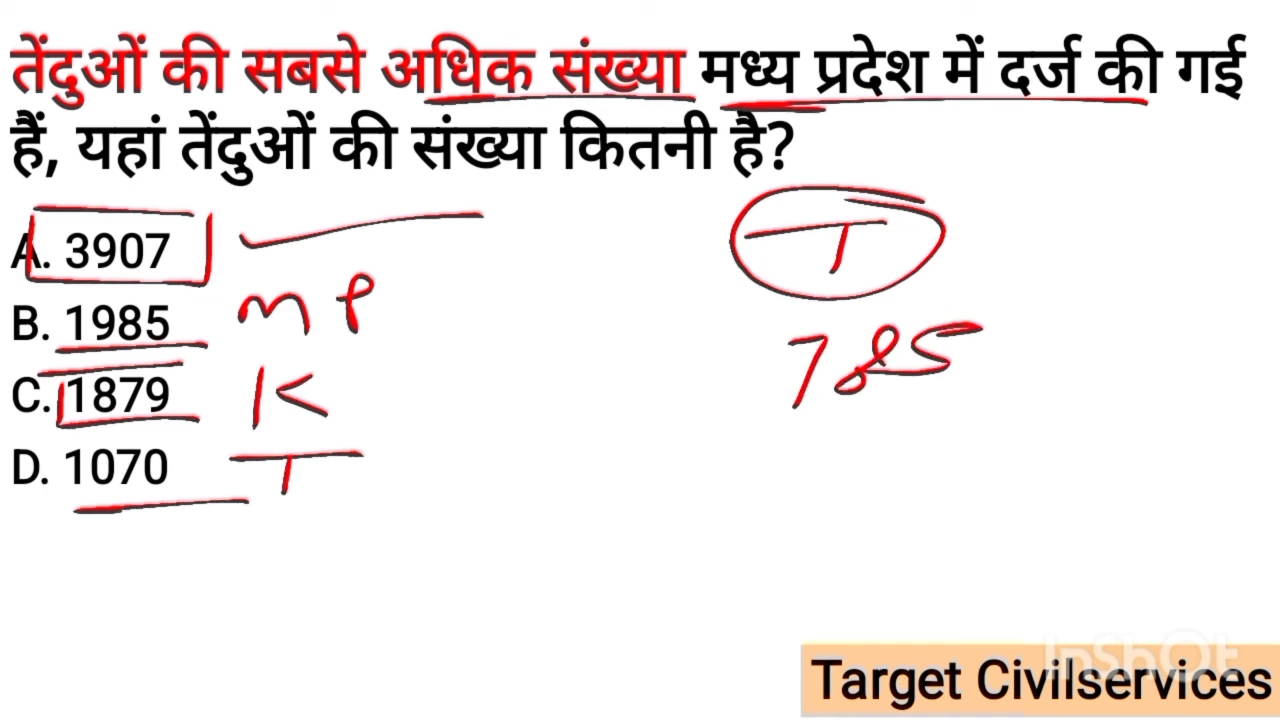 तेंदुओं की सबसे अधिक संख्या मध्य प्रदेश में दर्ज की गई
हैं, यहां तेंदुओं की संख्या कितनी है?
A. 3907
B. 1985
C. 1879
D. 1070
MP
K
T
T
785
InShOt
Target Civilservices